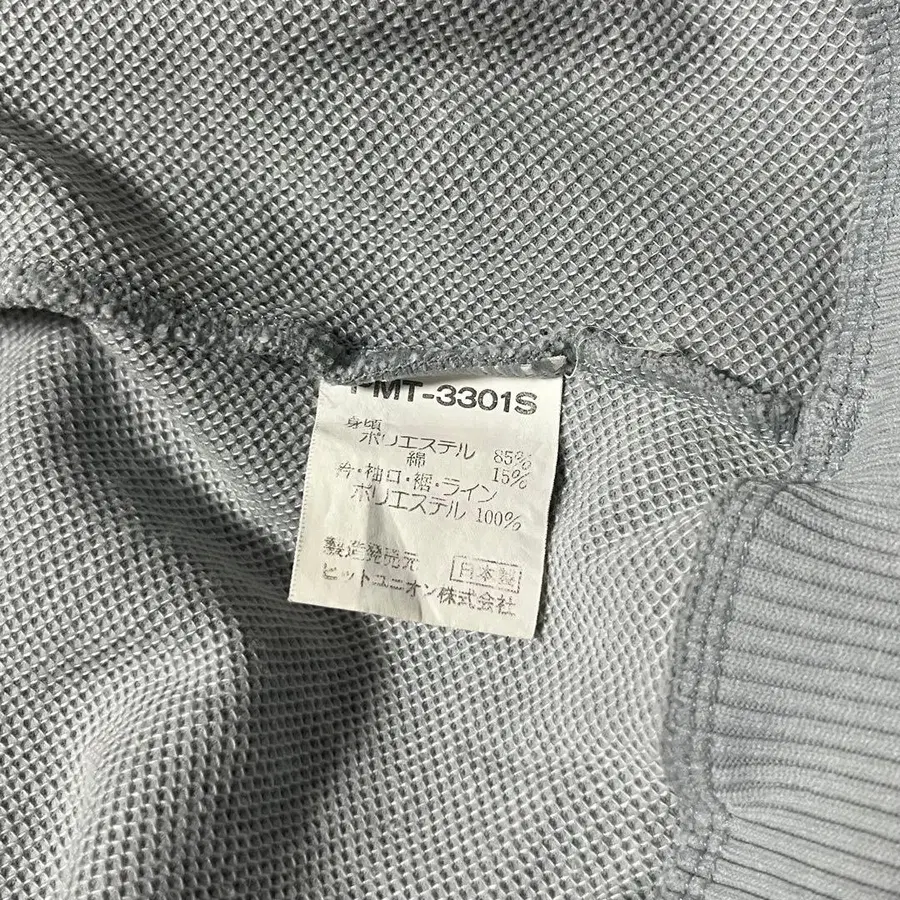 PMT-3301S
身頃
ポリエステル 85%
綿 15%
衿・袖口・裾・ライン
ポリエステル 100%
製造発売元 日本製
ヒットユニオン株式会社